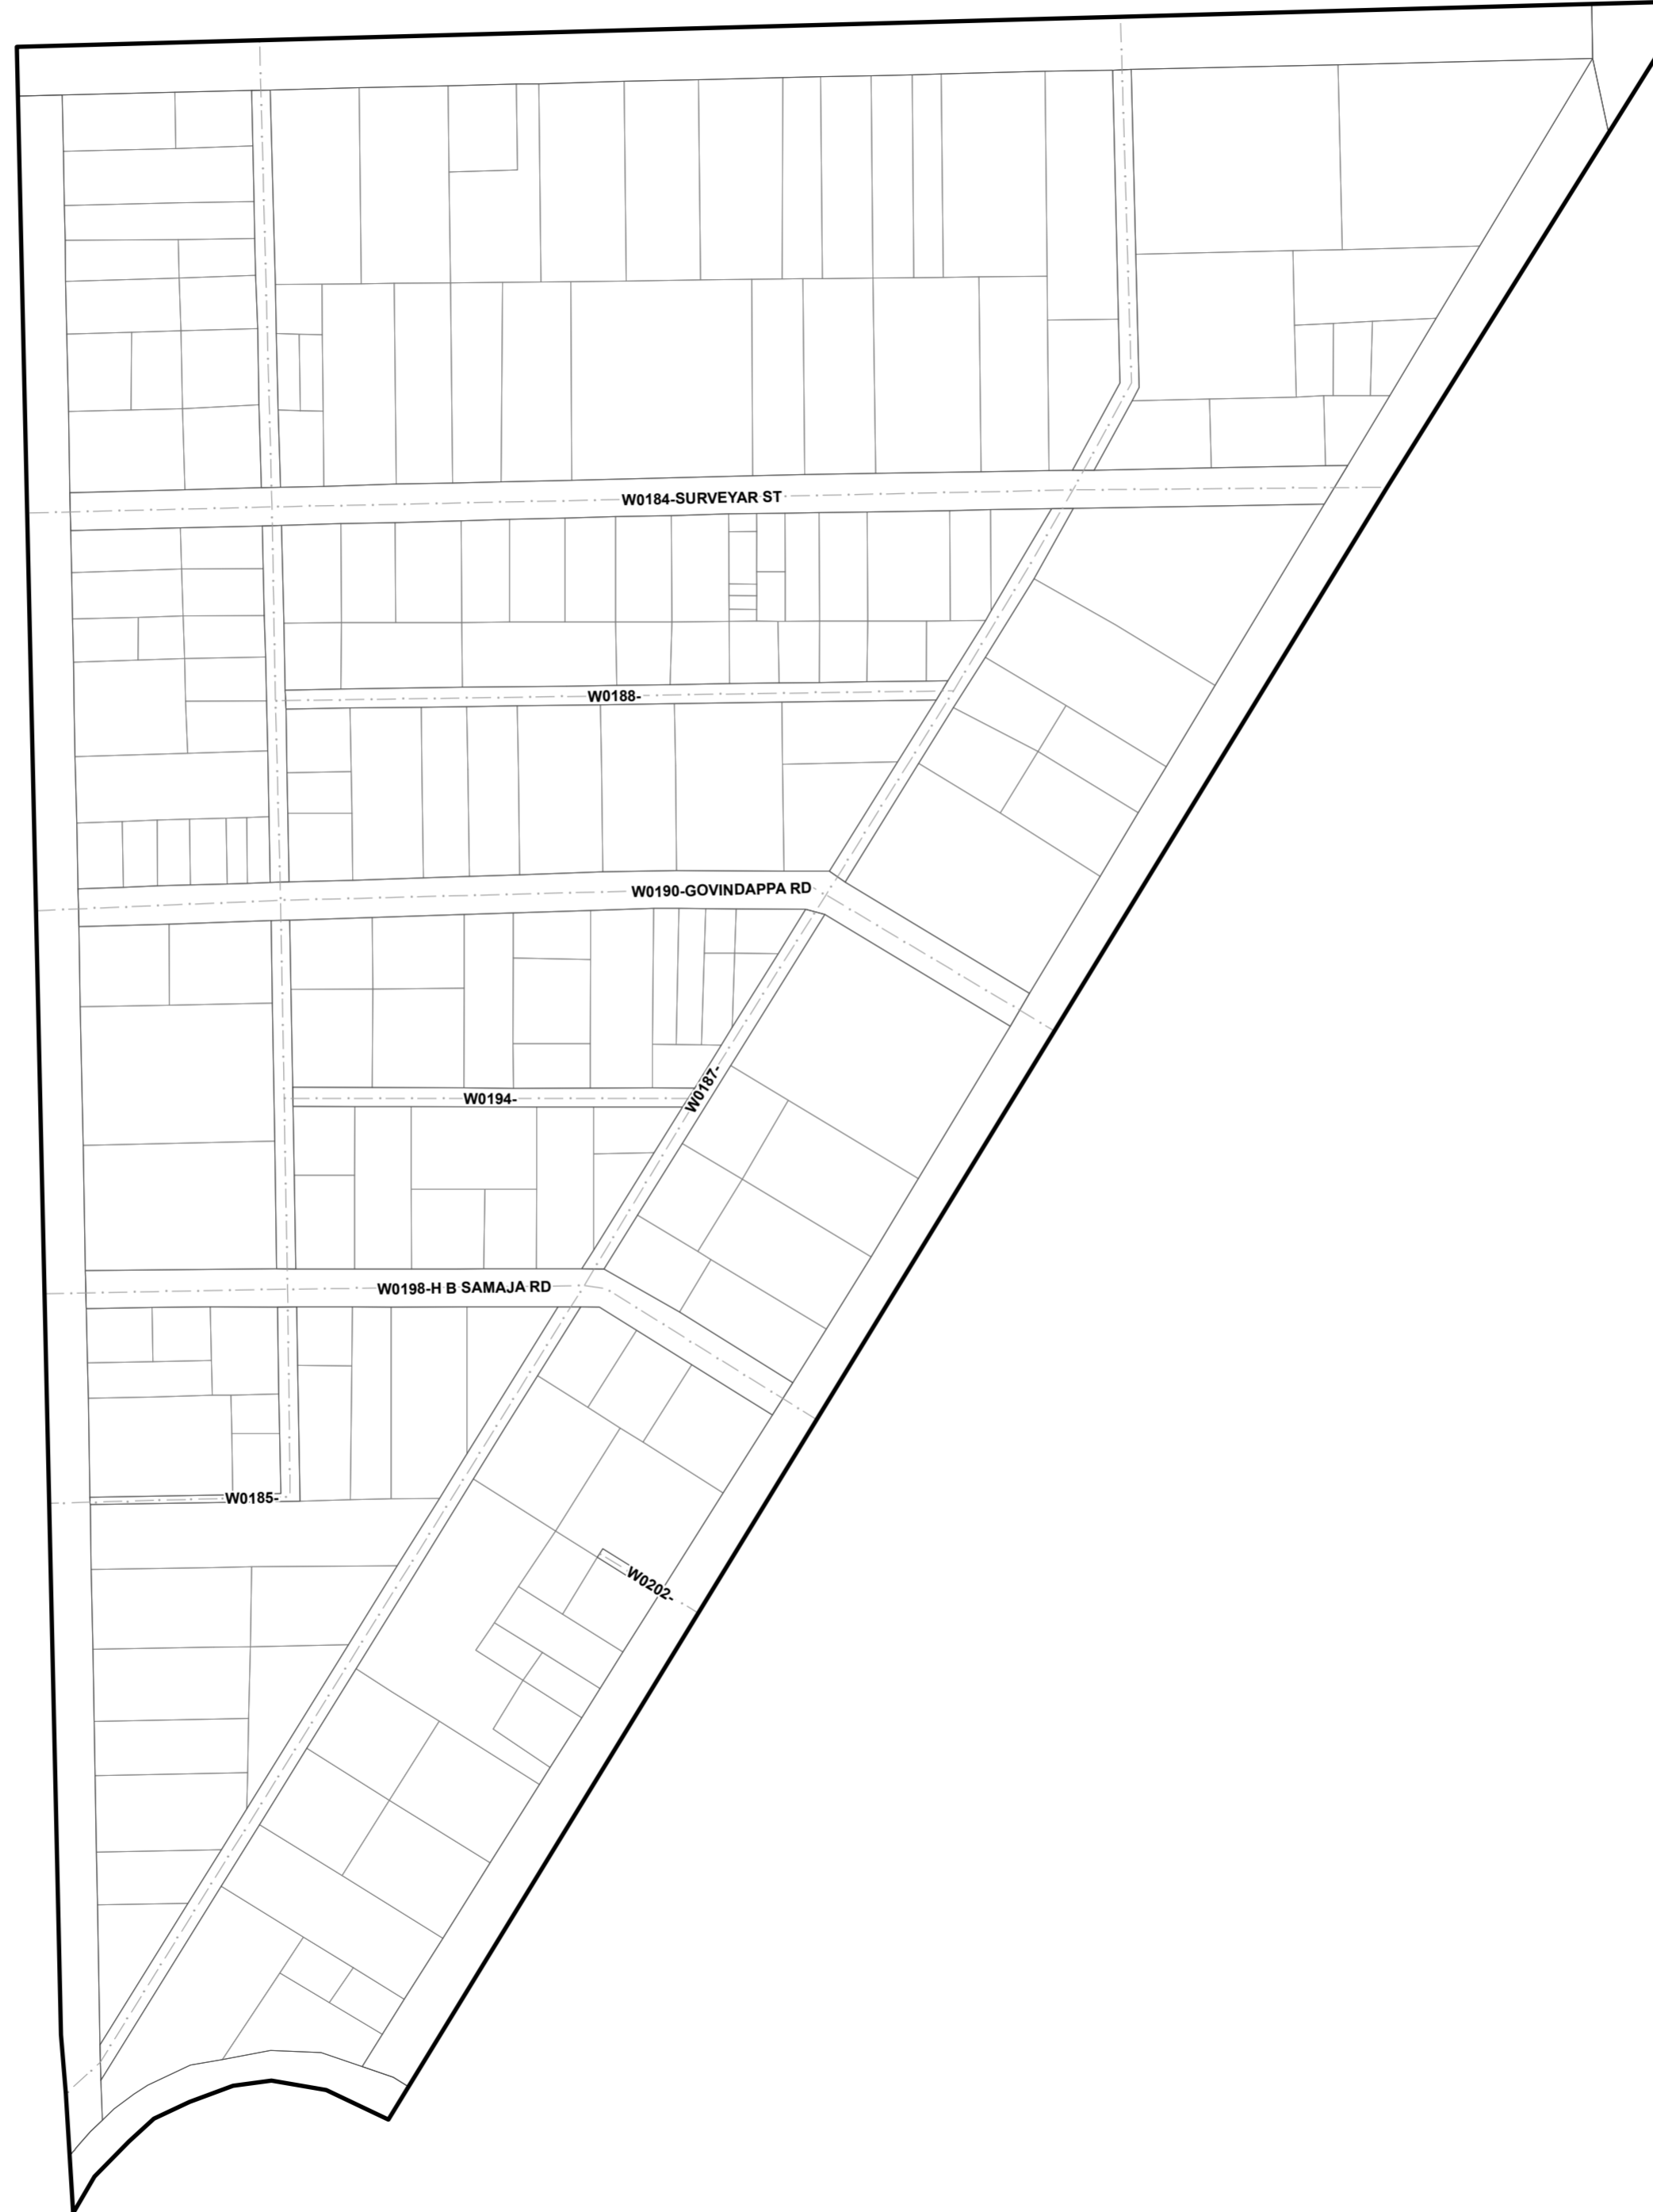 W0184-SURVEYAR ST
W0188-
W0190-GOVINDAPPA RD
W0187-
W0194-
W0198-H B SAMAJA RD
W0185-
W0202-